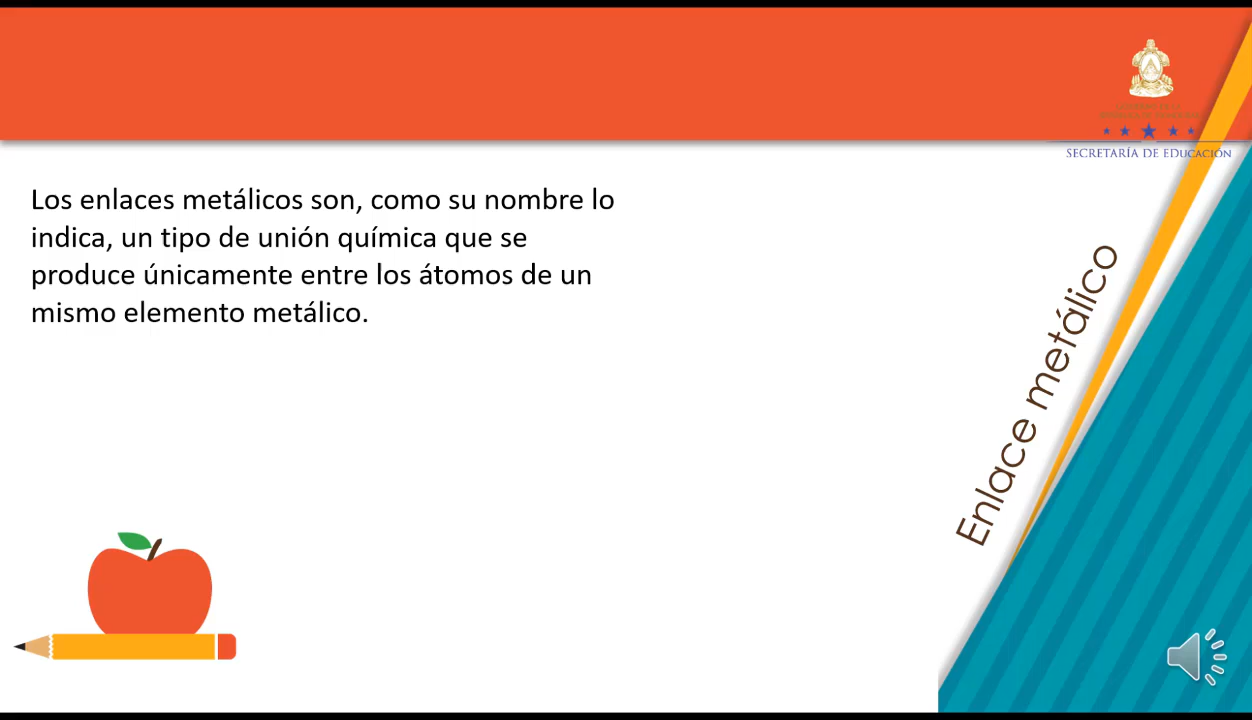 Los enlaces metálicos son, como su nombre lo
indica, un tipo de unión química que se
produce únicamente entre los átomos de un
mismo elemento metálico.
Enlace metálico
SECRETARÍA DE EDUCACIÓN